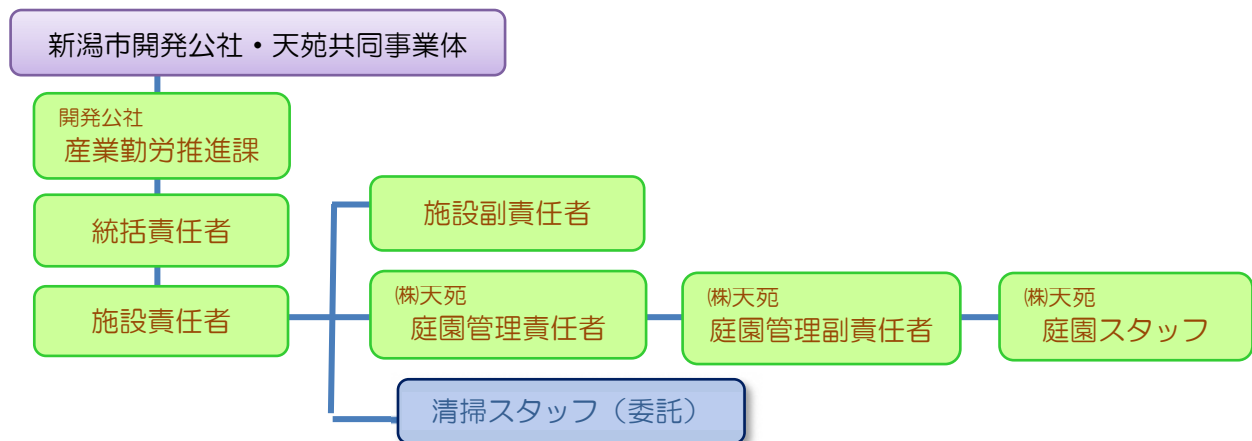 新潟市開発公社・天苑共同事業体
開発公社
産業勤労推進課
統括責任者
施設副責任者
施設責任者
㈱天苑
庭園管理責任者
㈱天苑
庭園管理副責任者
㈱天苑
庭園スタッフ
清掃スタッフ（委託）